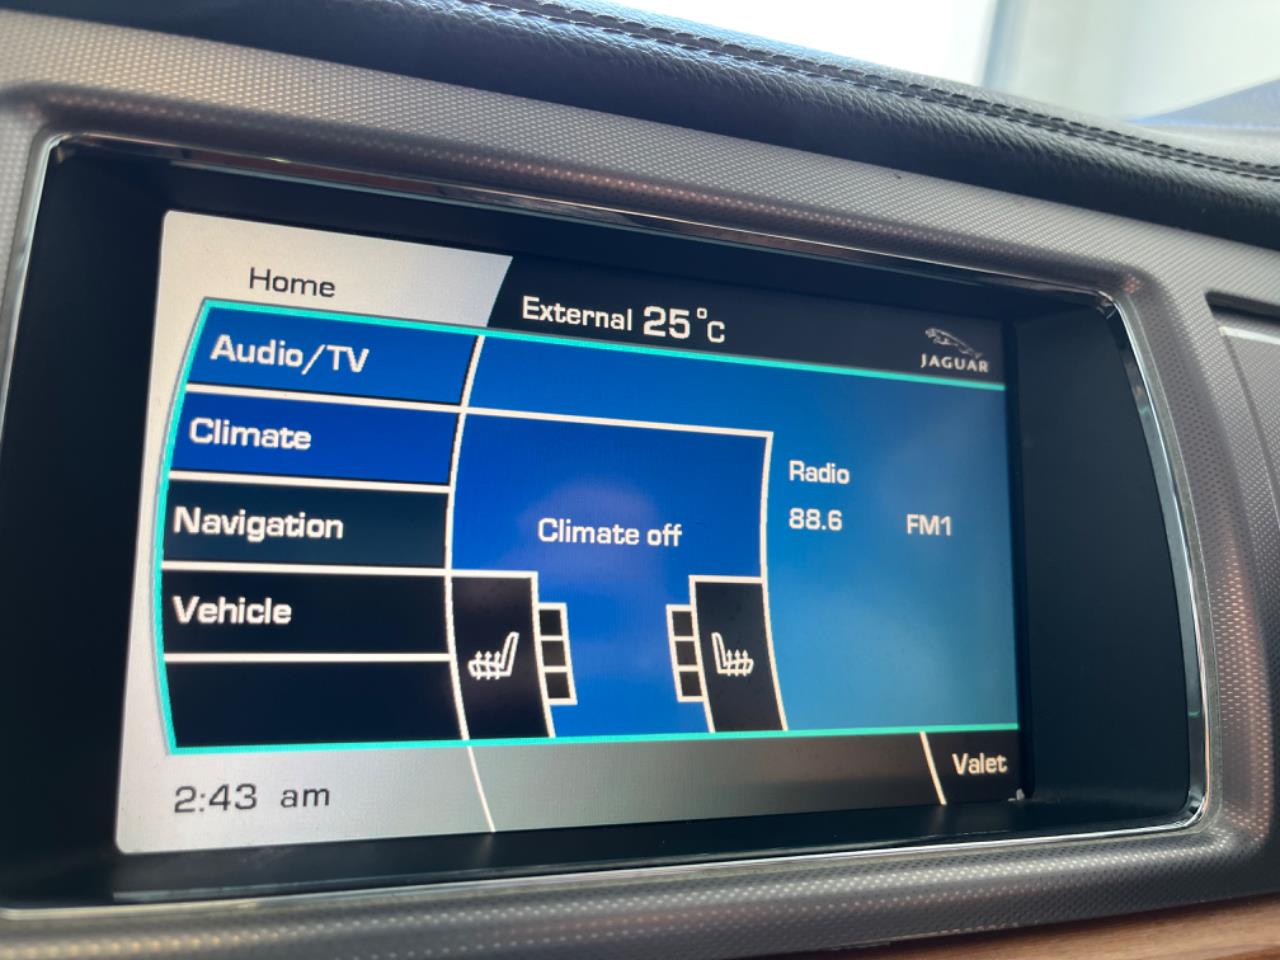 Home
External 25°C
JAGUAR
Audio/TV
Climate
Navigation
Vehicle
Climate off
Radio
88.6 FM1
2:43 am
Valet